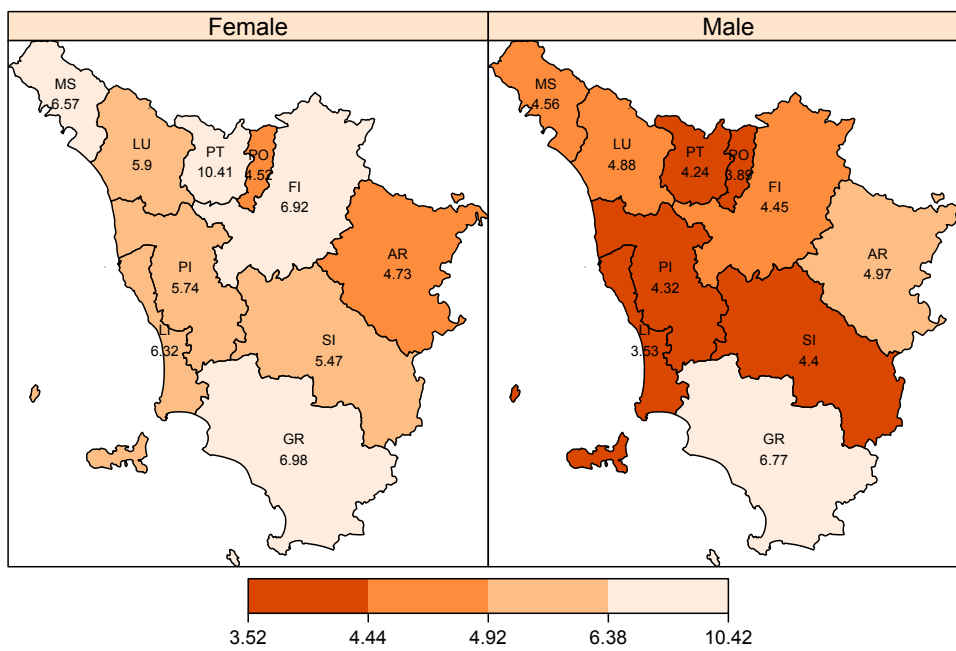 Female
Male
MS
6.57
LU
5.9
PT
10.41
PO
4.52
FI
6.92
AR
4.73
PI
5.74
LI
6.32
SI
5.47
GR
6.98
MS
4.56
LU
4.88
PT
4.24
PO
3.89
FI
4.45
AR
4.97
PI
4.32
LI
3.53
SI
4.4
GR
6.77
3.52 4.44 4.92 6.38 10.42